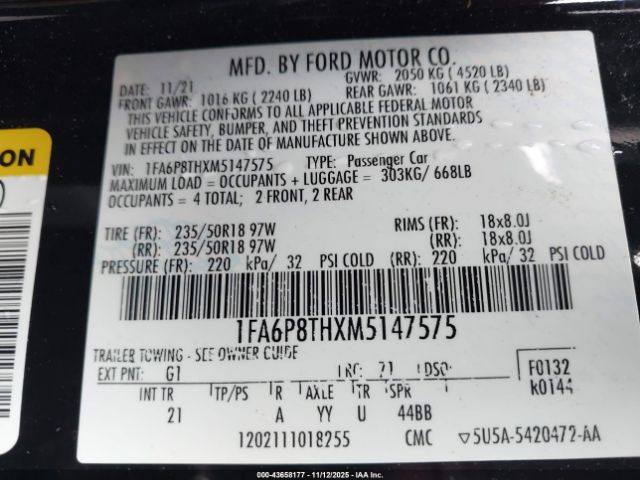 MFD. BY FORD MOTOR CO.
DATE: 11/21 GVWR: 2050 KG ( 4520 LB)
FRONT GAWR: 1016 KG ( 2240 LB) REAR GAWR: 1061 KG ( 2340 LB)
THIS VEHICLE CONFORMS TO ALL APPLICABLE FEDERAL MOTOR
VEHICLE SAFETY, BUMPER, AND THEFT PREVENTION STANDARDS
IN EFFECT ON THE DATE OF MANUFACTURE SHOWN ABOVE.
VIN: 1FA6P8THXM5147575 TYPE: Passenger Car
MAXIMUM LOAD = OCCUPANTS + LUGGAGE = 303KG/ 668LB
OCCUPANTS = 4 TOTAL; 2 FRONT, 2 REAR
TIRE (FR): 235/50R18 97W RIMS (FR): 18x8.0J
(RR): 235/50R18 97W (RR): 18x8.0J
PRESSURE (FR): 220 kPa/ 32 PSI COLD (RR): 220 kPa/ 32 PSI COLD
1FA6P8THXM5147575
TRAILER TOWING - SEE OWNER GUIDE
EXT PNT: G1 RC: 71 DSO: F0132
K0144
INT TR TP/PS R AXLE TR SPR
21 A YY U 44BB
1202111018255 CMC ▽5U5A-5420472-AA
ION
IAA: #43658177 - 11/12/2025 - IAAI.com